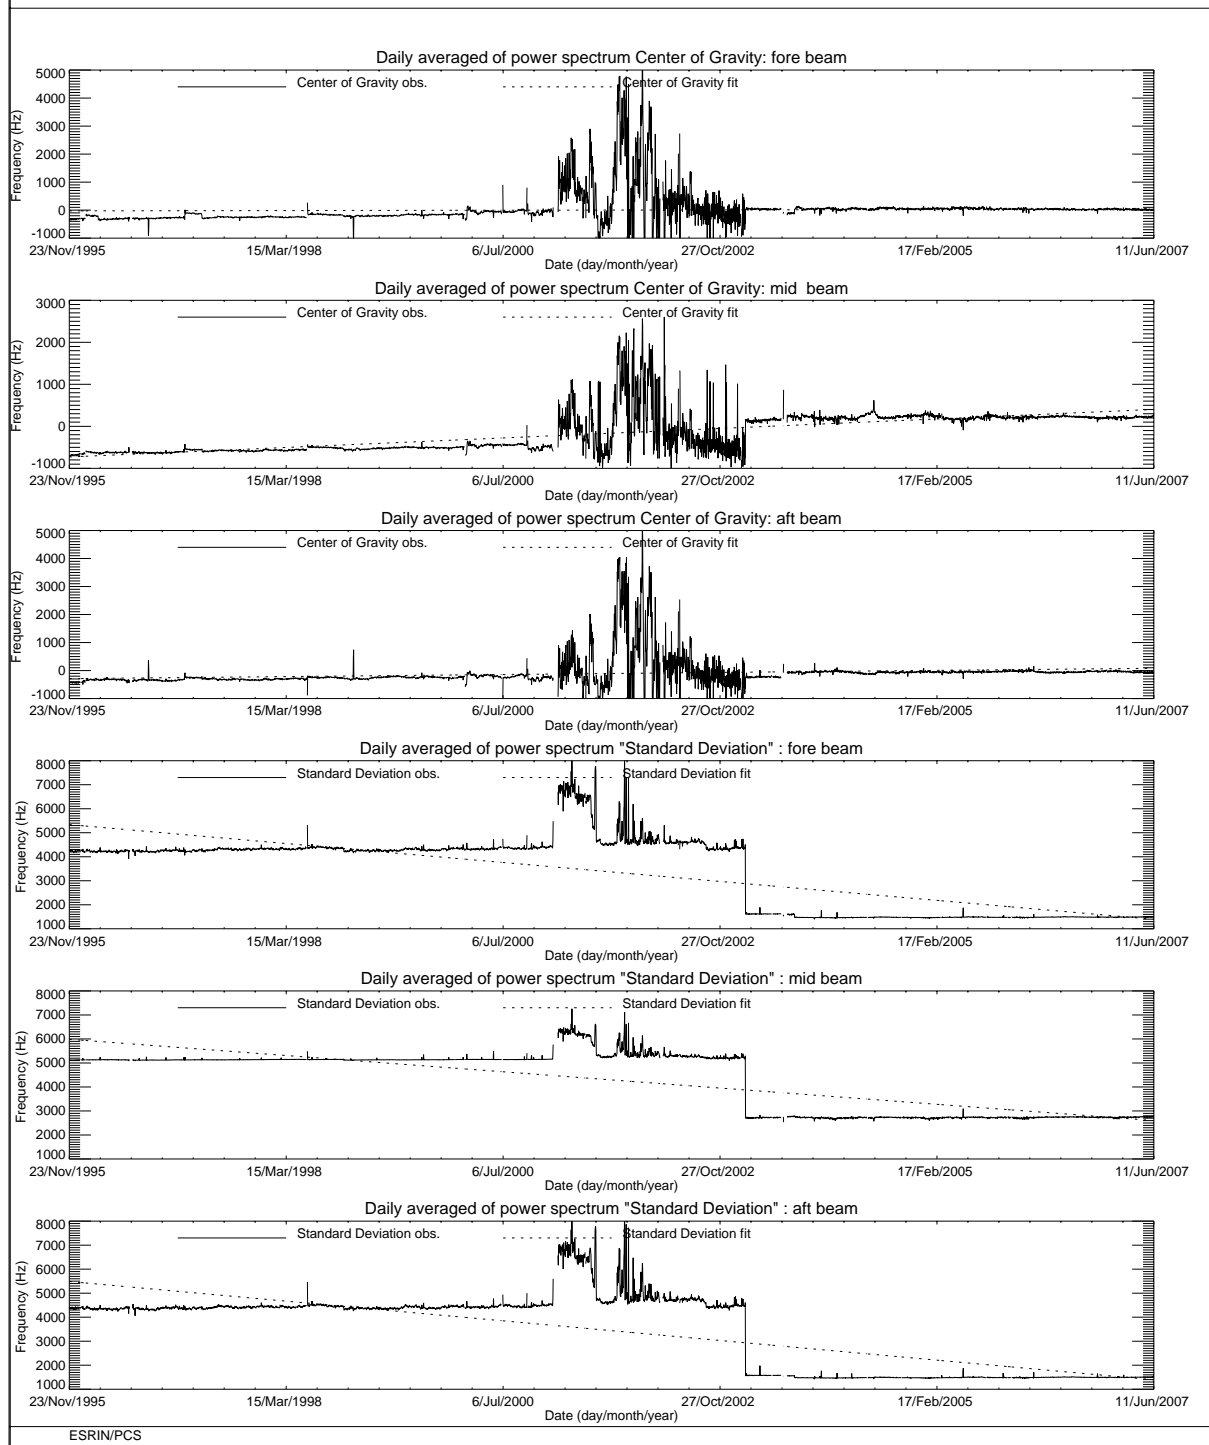 Daily averaged of power spectrum Center of Gravity: fore beam
Center of Gravity obs.
Center of Gravity fit
5000
4000
3000
2000
1000
0
-1000
Frequency (Hz)
23/Nov/1995
15/Mar/1998
6/Jul/2000
27/Oct/2002
17/Feb/2005
11/Jun/2007
Date (day/month/year)
Daily averaged of power spectrum Center of Gravity: mid beam
Center of Gravity obs.
Center of Gravity fit
3000
2000
1000
0
-1000
Frequency (Hz)
23/Nov/1995
15/Mar/1998
6/Jul/2000
27/Oct/2002
17/Feb/2005
11/Jun/2007
Date (day/month/year)
Daily averaged of power spectrum Center of Gravity: aft beam
Center of Gravity obs.
Center of Gravity fit
5000
4000
3000
2000
1000
0
-1000
Frequency (Hz)
23/Nov/1995
15/Mar/1998
6/Jul/2000
27/Oct/2002
17/Feb/2005
11/Jun/2007
Date (day/month/year)
Daily averaged of power spectrum "Standard Deviation" : fore beam
Standard Deviation obs.
Standard Deviation fit
8000
7000
6000
5000
4000
3000
2000
1000
Frequency (Hz)
23/Nov/1995
15/Mar/1998
6/Jul/2000
27/Oct/2002
17/Feb/2005
11/Jun/2007
Date (day/month/year)
Daily averaged of power spectrum "Standard Deviation" : mid beam
Standard Deviation obs.
Standard Deviation fit
8000
7000
6000
5000
4000
3000
2000
1000
Frequency (Hz)
23/Nov/1995
15/Mar/1998
6/Jul/2000
27/Oct/2002
17/Feb/2005
11/Jun/2007
Date (day/month/year)
Daily averaged of power spectrum "Standard Deviation" : aft beam
Standard Deviation obs.
Standard Deviation fit
8000
7000
6000
5000
4000
3000
2000
1000
Frequency (Hz)
23/Nov/1995
15/Mar/1998
6/Jul/2000
27/Oct/2002
17/Feb/2005
11/Jun/2007
Date (day/month/year)
ESRIN/PCS